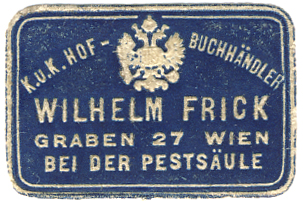 K.u.K. HOF-BUCHHÄNDLER
WILHELM FRICK
GRABEN 27 WIEN
BEI DER PESTSÄULE